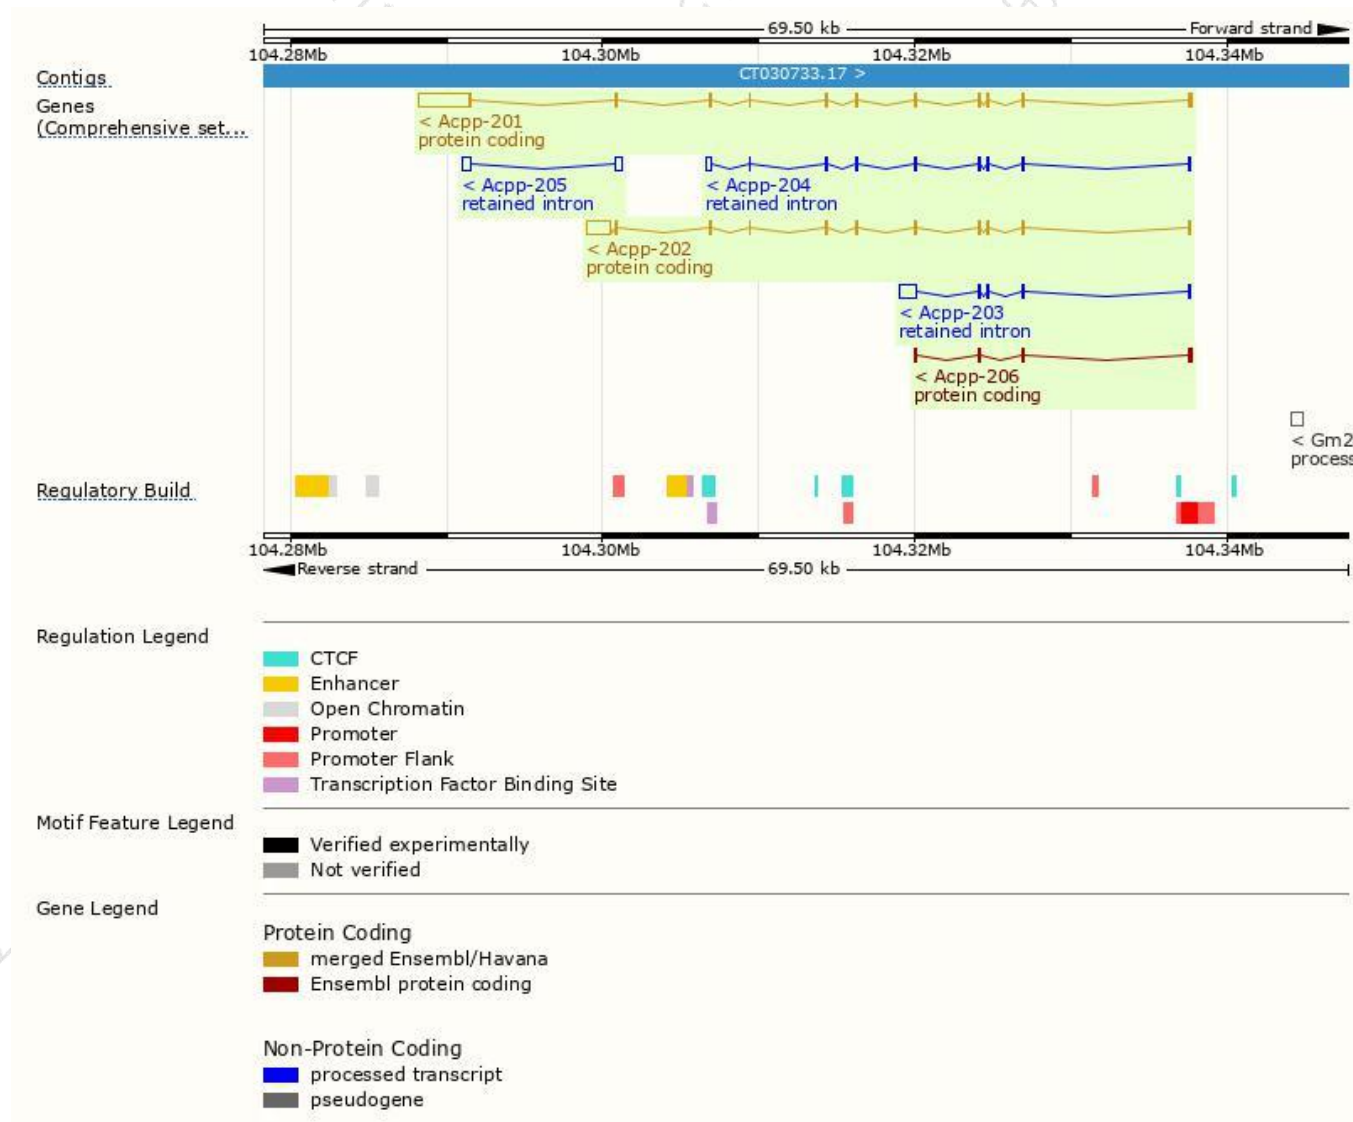 69.50 kb Forward strand
104.28Mb 104.30Mb 104.32Mb 104.34Mb
Contigs CT030733.17 >
Genes
(Comprehensive set...
< Acpp-201
protein coding
< Acpp-205 < Acpp-204
retained intron retained intron
< Acpp-202
protein coding
< Acpp-203
retained intron
< Acpp-206
protein coding
< Gm2
process
Regulatory Build
104.28Mb 104.30Mb 104.32Mb 104.34Mb
Reverse strand 69.50 kb
Regulation Legend
CTCF
Enhancer
Open Chromatin
Promoter
Promoter Flank
Transcription Factor Binding Site
Motif Feature Legend
Verified experimentally
Not verified
Gene Legend
Protein Coding
merged Ensembl/Havana
Ensembl protein coding
Non-Protein Coding
processed transcript
pseudogene